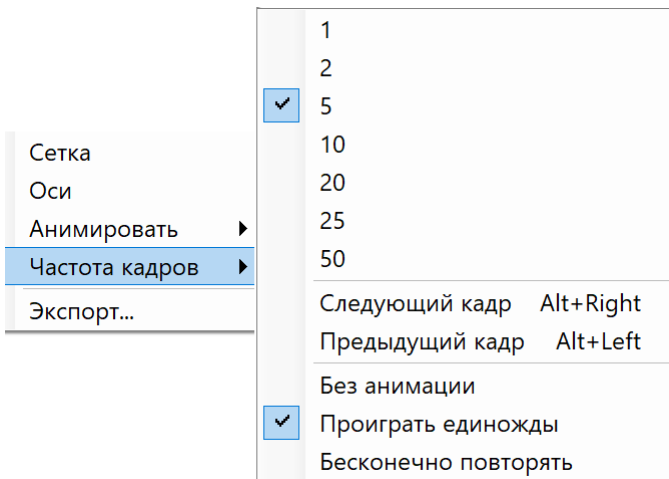 Сетка
Оси
Анимировать
Частота кадров
Экспорт...
1
2
5
10
20
25
50
Следующий кадр Alt+Right
Предыдущий кадр Alt+Left
Без анимации
Проиграть единожды
Бесконечно повторять